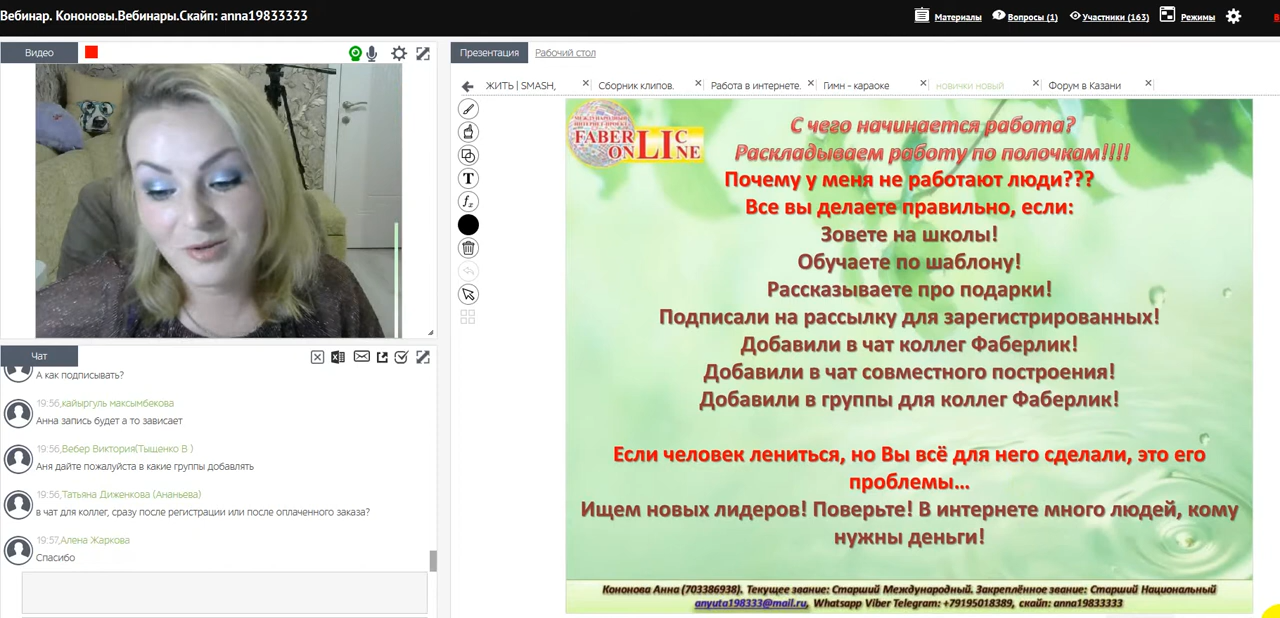 Вебинар. Кононовы.Вебинары.Скайп: anna19833333
Материалы
Вопросы (1)
Участники (163)
Режимы
Видео
Презентация
Рабочий стол
ЖИТЬ | SMASH,
Сборник клипов.
Работа в интернете.
Гимн - караоке
новички новый
Форум в Казани
МЕЖДУНАРОДНЫЙ
ИНТЕРНЕТ-ПРОЕКТ
FABERLIC
ONLINE
С чего начинается работа?
Раскладываем работу по полочкам!!!!
Почему у меня не работают люди???
Все вы делаете правильно, если:
Зовете на школы!
Обучаете по шаблону!
Рассказываете про подарки!
Подписали на рассылку для зарегистрированных!
Добавили в чат коллег Фаберлик!
Добавили в чат совместного построения!
Добавили в группы для коллег Фаберлик!
Если человек лениться, но Вы всё для него сделали, это его
проблемы...
Ищем новых лидеров! Поверьте! В интернете много людей, кому
нужны деньги!
Кононова Анна (703386938). Текущее звание: Старший Международный. Закреплённое звание: Старший Национальный
anyuta198333@mail.ru, Whatsapp Viber Telegram: +79195018389, скайп: anna19833333
Чат
А как подписывать?
19:56,кайыргуль максымбекова
Анна запись будет а то зависает
19:56,Вебер Виктория(Тыщенко В )
Аня дайте пожалуйста в какие группы добавлять
19:56,Татьяна Диженкова (Ананьева)
в чат для коллег, сразу после регистрации или после оплаченного заказа?
19:57,Алена Жаркова
Спасибо